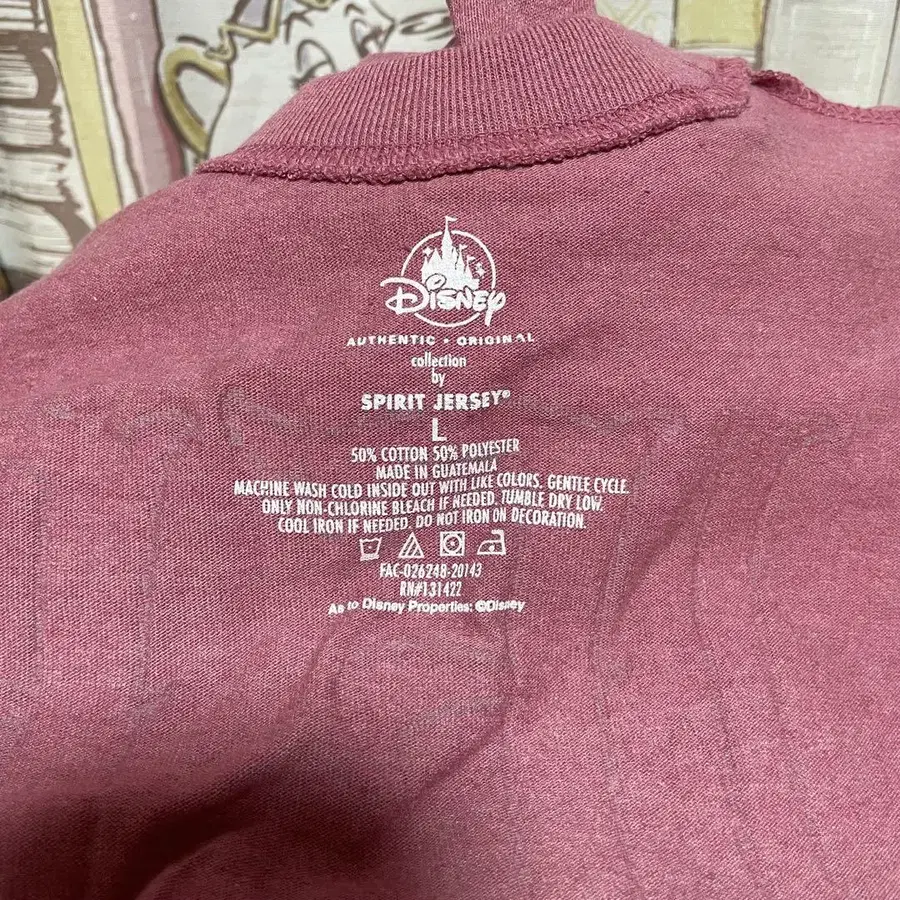 Disney
AUTHENTIC • ORIGINAL
collection
by
SPIRIT JERSEY®
L
50% COTTON 50% POLYESTER
MADE IN GUATEMALA
MACHINE WASH COLD INSIDE OUT WITH LIKE COLORS. GENTLE CYCLE.
ONLY NON-CHLORINE BLEACH IF NEEDED. TUMBLE DRY LOW.
COOL IRON IF NEEDED. DO NOT IRON ON DECORATION.
FAC-026248-20143
RN#131422
As to Disney Properties: ©Disney